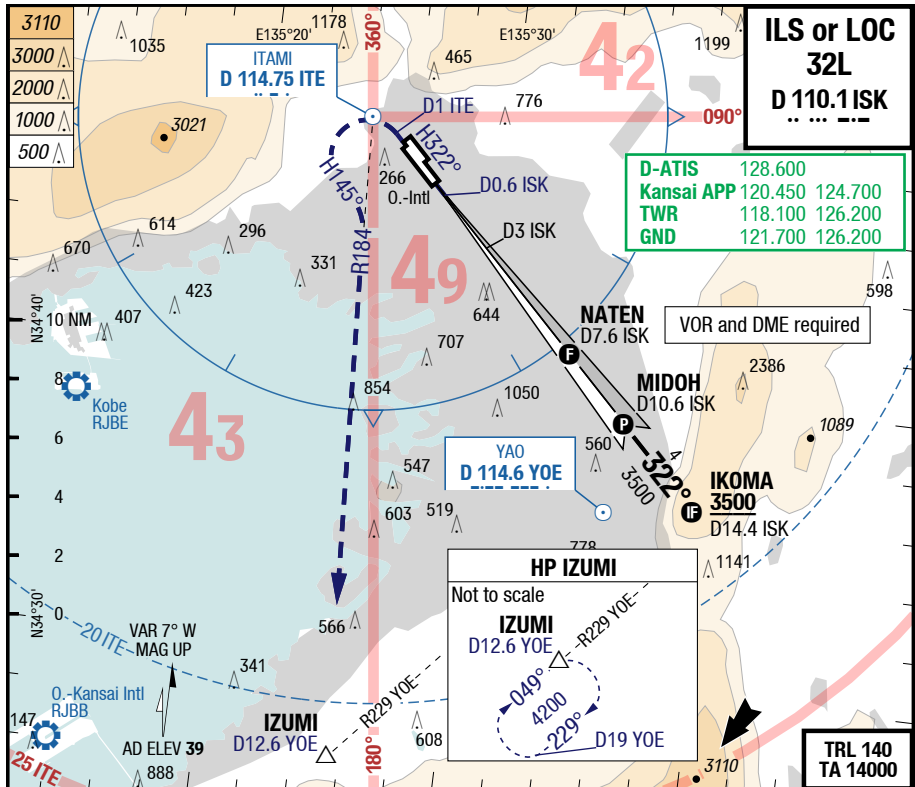 3110
3000
2000
1000
500
1035
1178
E135°20'
360°
465
E135°30'
42
1199
ILS or LOC
32L
D 110.1 ISK
ITAMI
D 114.75 ITE
D1 ITE
776
090°
3021
H322°
H145°
266
O.-Intl
D0.6 ISK
D-ATIS 128.600
Kansai APP 120.450 124.700
TWR 118.100 126.200
GND 121.700 126.200
D3 ISK
614
296
670
R184
331
49
598
423
644
N34°40'
10 NM
407
NATEN
D7.6 ISK
VOR and DME required
707
2386
8
854
MIDOH
D10.6 ISK
Kobe
RJBE
1050
43
1089
6
YAO
D 114.6 YOE
560
4
322°
3500
547
IKOMA
3500
D14.4 ISK
4
603
519
778
2
1141
HP IZUMI
Not to scale
IZUMI
D12.6 YOE
R229 YOE
049°
4200
229°
D19 YOE
N34°30'
0
566
20 ITE
VAR 7° W
MAG UP
341
O.-Kansai Intl
RJBB
147
IZUMI
D12.6 YOE
R229 YOE
608
AD ELEV 39
25 ITE
888
180°
3110
TRL 140
TA 14000